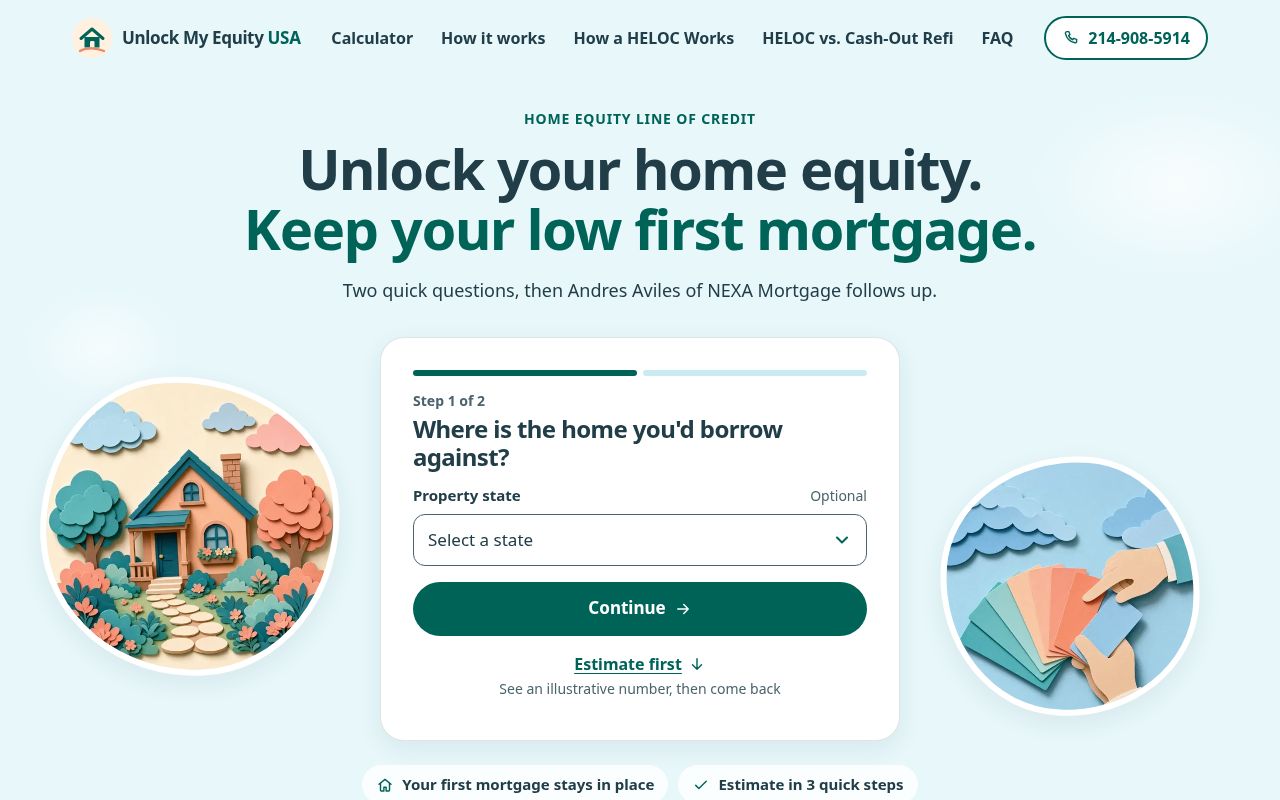 Unlock My Equity USA
Calculator
How it works
How a HELOC Works
HELOC vs. Cash-Out Refi
FAQ
214-908-5914
HOME EQUITY LINE OF CREDIT
Unlock your home equity.
Keep your low first mortgage.
Two quick questions, then Andres Aviles of NEXA Mortgage follows up.
Step 1 of 2
Where is the home you'd borrow
against?
Property state
Optional
Select a state
Continue →
Estimate first ↓
See an illustrative number, then come back
Your first mortgage stays in place
Estimate in 3 quick steps